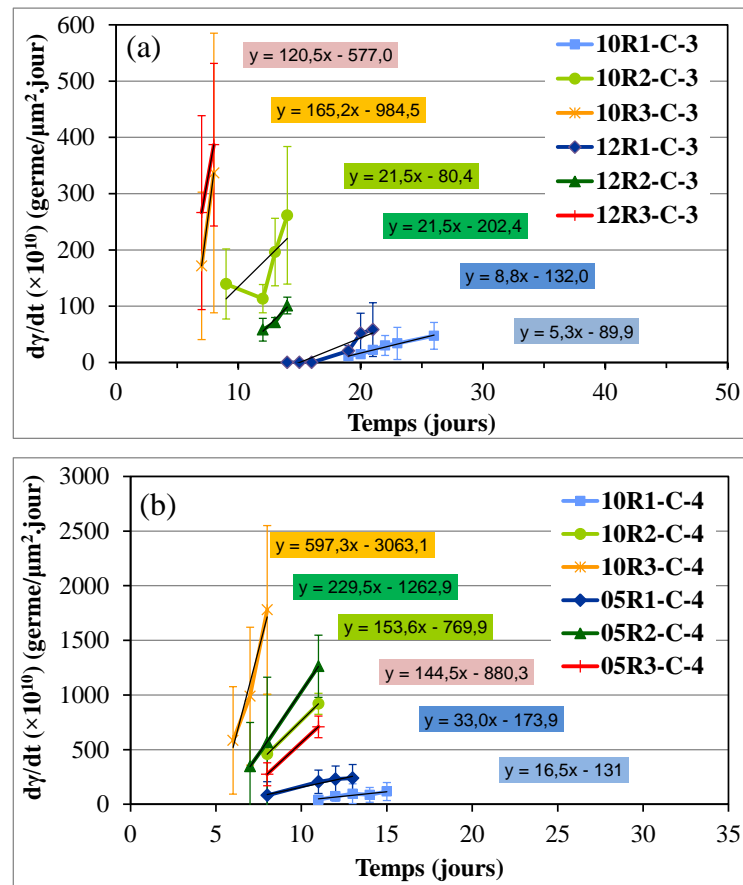 (a)
dγ/dt (×10¹⁰) (germe/µm².jour)
600
500
400
300
200
100
0
y = 120,5x - 577,0
y = 165,2x - 984,5
y = 21,5x - 80,4
y = 21,5x - 202,4
y = 8,8x - 132,0
y = 5,3x - 89,9
10R1-C-3
10R2-C-3
10R3-C-3
12R1-C-3
12R2-C-3
12R3-C-3
0 10 20 30 40 50
Temps (jours)
(b)
dγ/dt (×10¹⁰) (germe/µm².jour)
3000
2500
2000
1500
1000
500
0
y = 597,3x - 3063,1
y = 229,5x - 1262,9
y = 153,6x - 769,9
y = 144,5x - 880,3
y = 33,0x - 173,9
y = 16,5x - 131
10R1-C-4
10R2-C-4
10R3-C-4
05R1-C-4
05R2-C-4
05R3-C-4
0 5 10 15 20 25 30 35
Temps (jours)